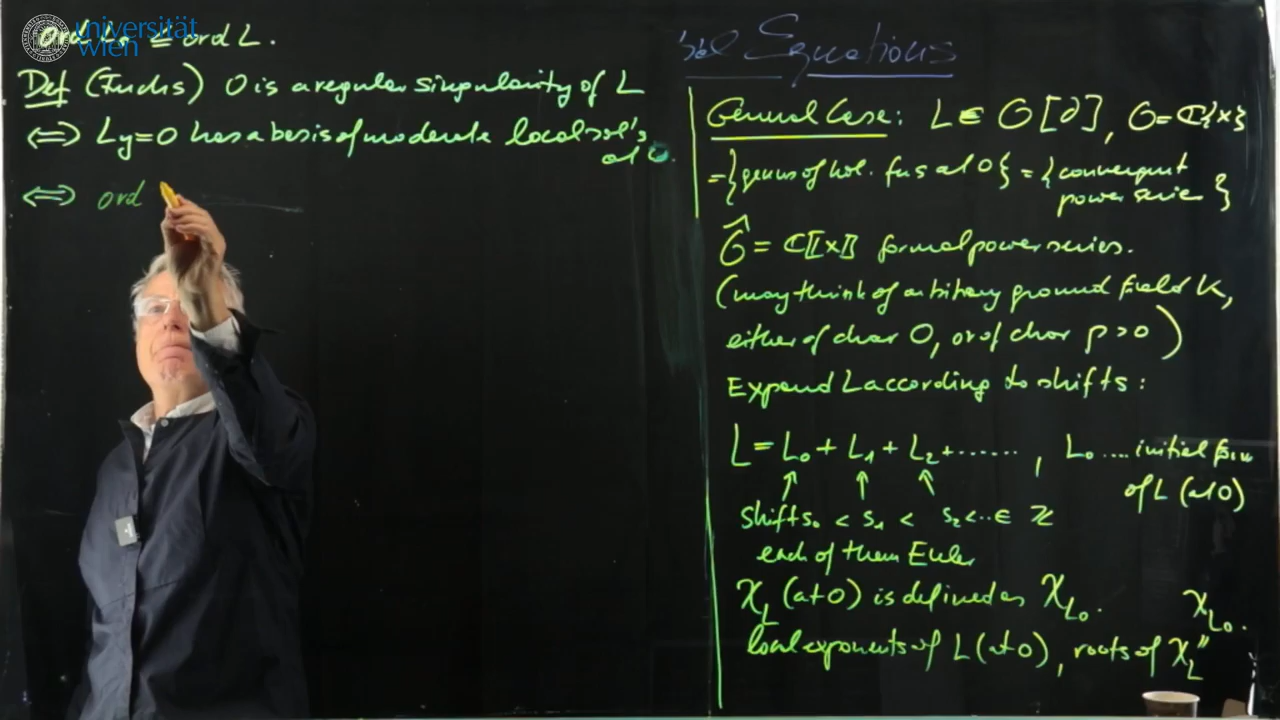 universität
wien
ord L₀ ≤ ord L.
Def (Fuchs) 0 is a regular singularity of L
⟺ Ly=0 has a basis of moderate local sol's
at 0.
⟺ ord
Equations
General Case: L ∈ O[∂], O = ℂ{x}
= {germs of hol. fns at 0} = {convergent
power series}
Ô = ℂ[[x]] formal power series.
(may think of arbitrary ground field K,
either of char 0, or of char p>0)
Expand L according to shifts:
L = L₀ + L₁ + L₂ + ......, L₀ .... initial form
of L (at 0)
↑ ↑ ↑
shift s₀ < s₁ < s₂ < .. ∈ ℤ
each of them Euler
χ_L (at 0) is defined as χ_L₀. χ_L₀.
local exponents of L (at 0), roots of χ_L"